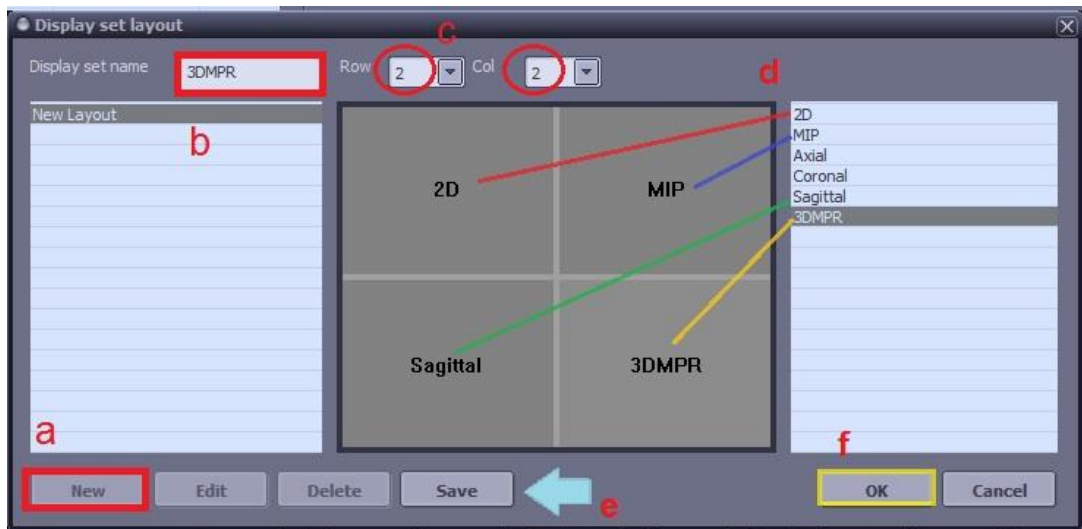 Display set layout
c
Display set name 3DMPR Row 2 Col 2
d
New Layout
b
2D
MIP
Axial
Coronal
Sagittal
3DMPR
2D MIP
Sagittal 3DMPR
a
f
New Edit Delete Save e OK Cancel